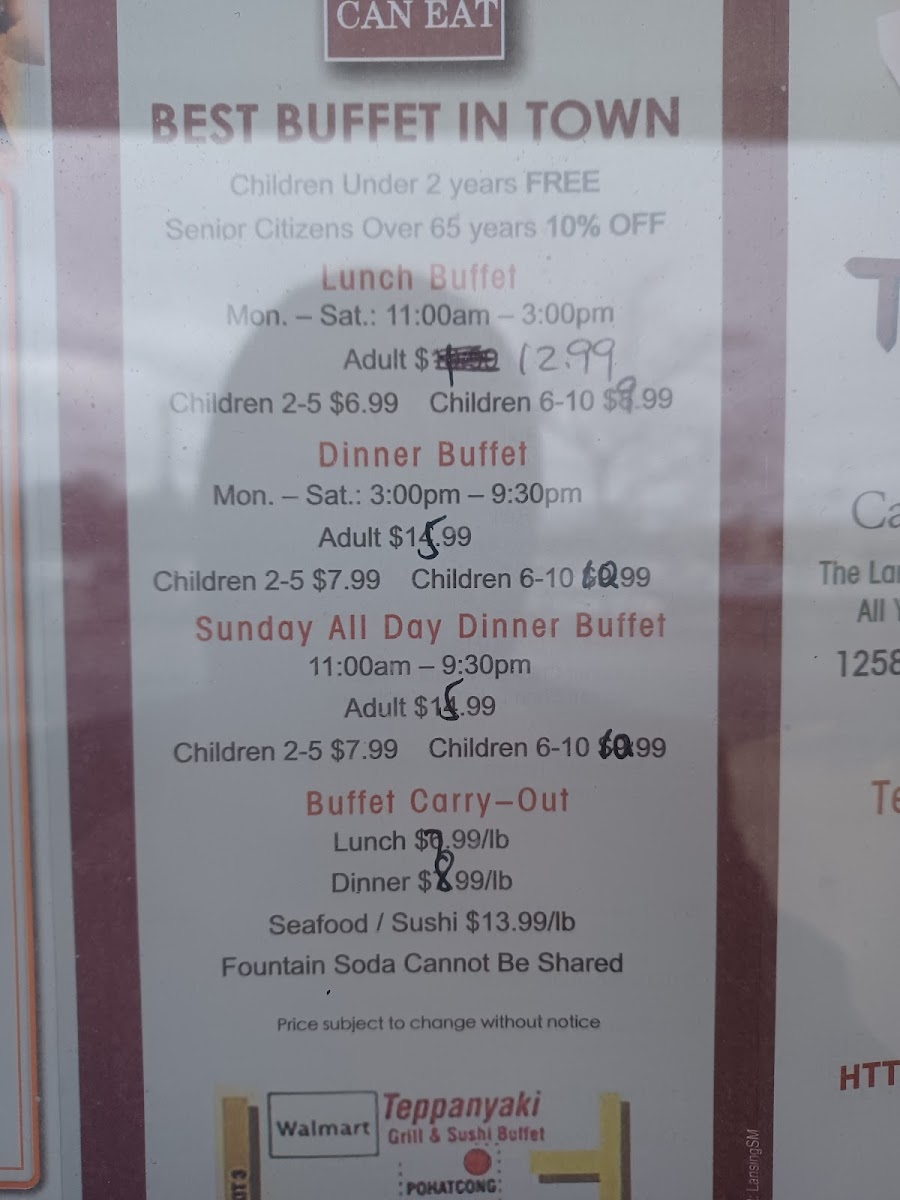 CAN EAT
BEST BUFFET IN TOWN
Children Under 2 years FREE
Senior Citizens Over 65 years 10% OFF
Lunch Buffet
Mon. – Sat.: 11:00am – 3:00pm
Adult $ 12.99
Children 2-5 $6.99 Children 6-10 $9.99
Dinner Buffet
Mon. – Sat.: 3:00pm – 9:30pm
Adult $15.99
Children 2-5 $7.99 Children 6-10 $10.99
Sunday All Day Dinner Buffet
11:00am – 9:30pm
Adult $15.99
Children 2-5 $7.99 Children 6-10 $10.99
Buffet Carry-Out
Lunch $7.99/lb
Dinner $8.99/lb
Seafood / Sushi $13.99/lb
Fountain Soda Cannot Be Shared
Price subject to change without notice
Walmart
Teppanyaki
Grill & Sushi Buffet
POHATCONG
LansingSM
Ca
The Lan
All Y
1258
Te
HTT